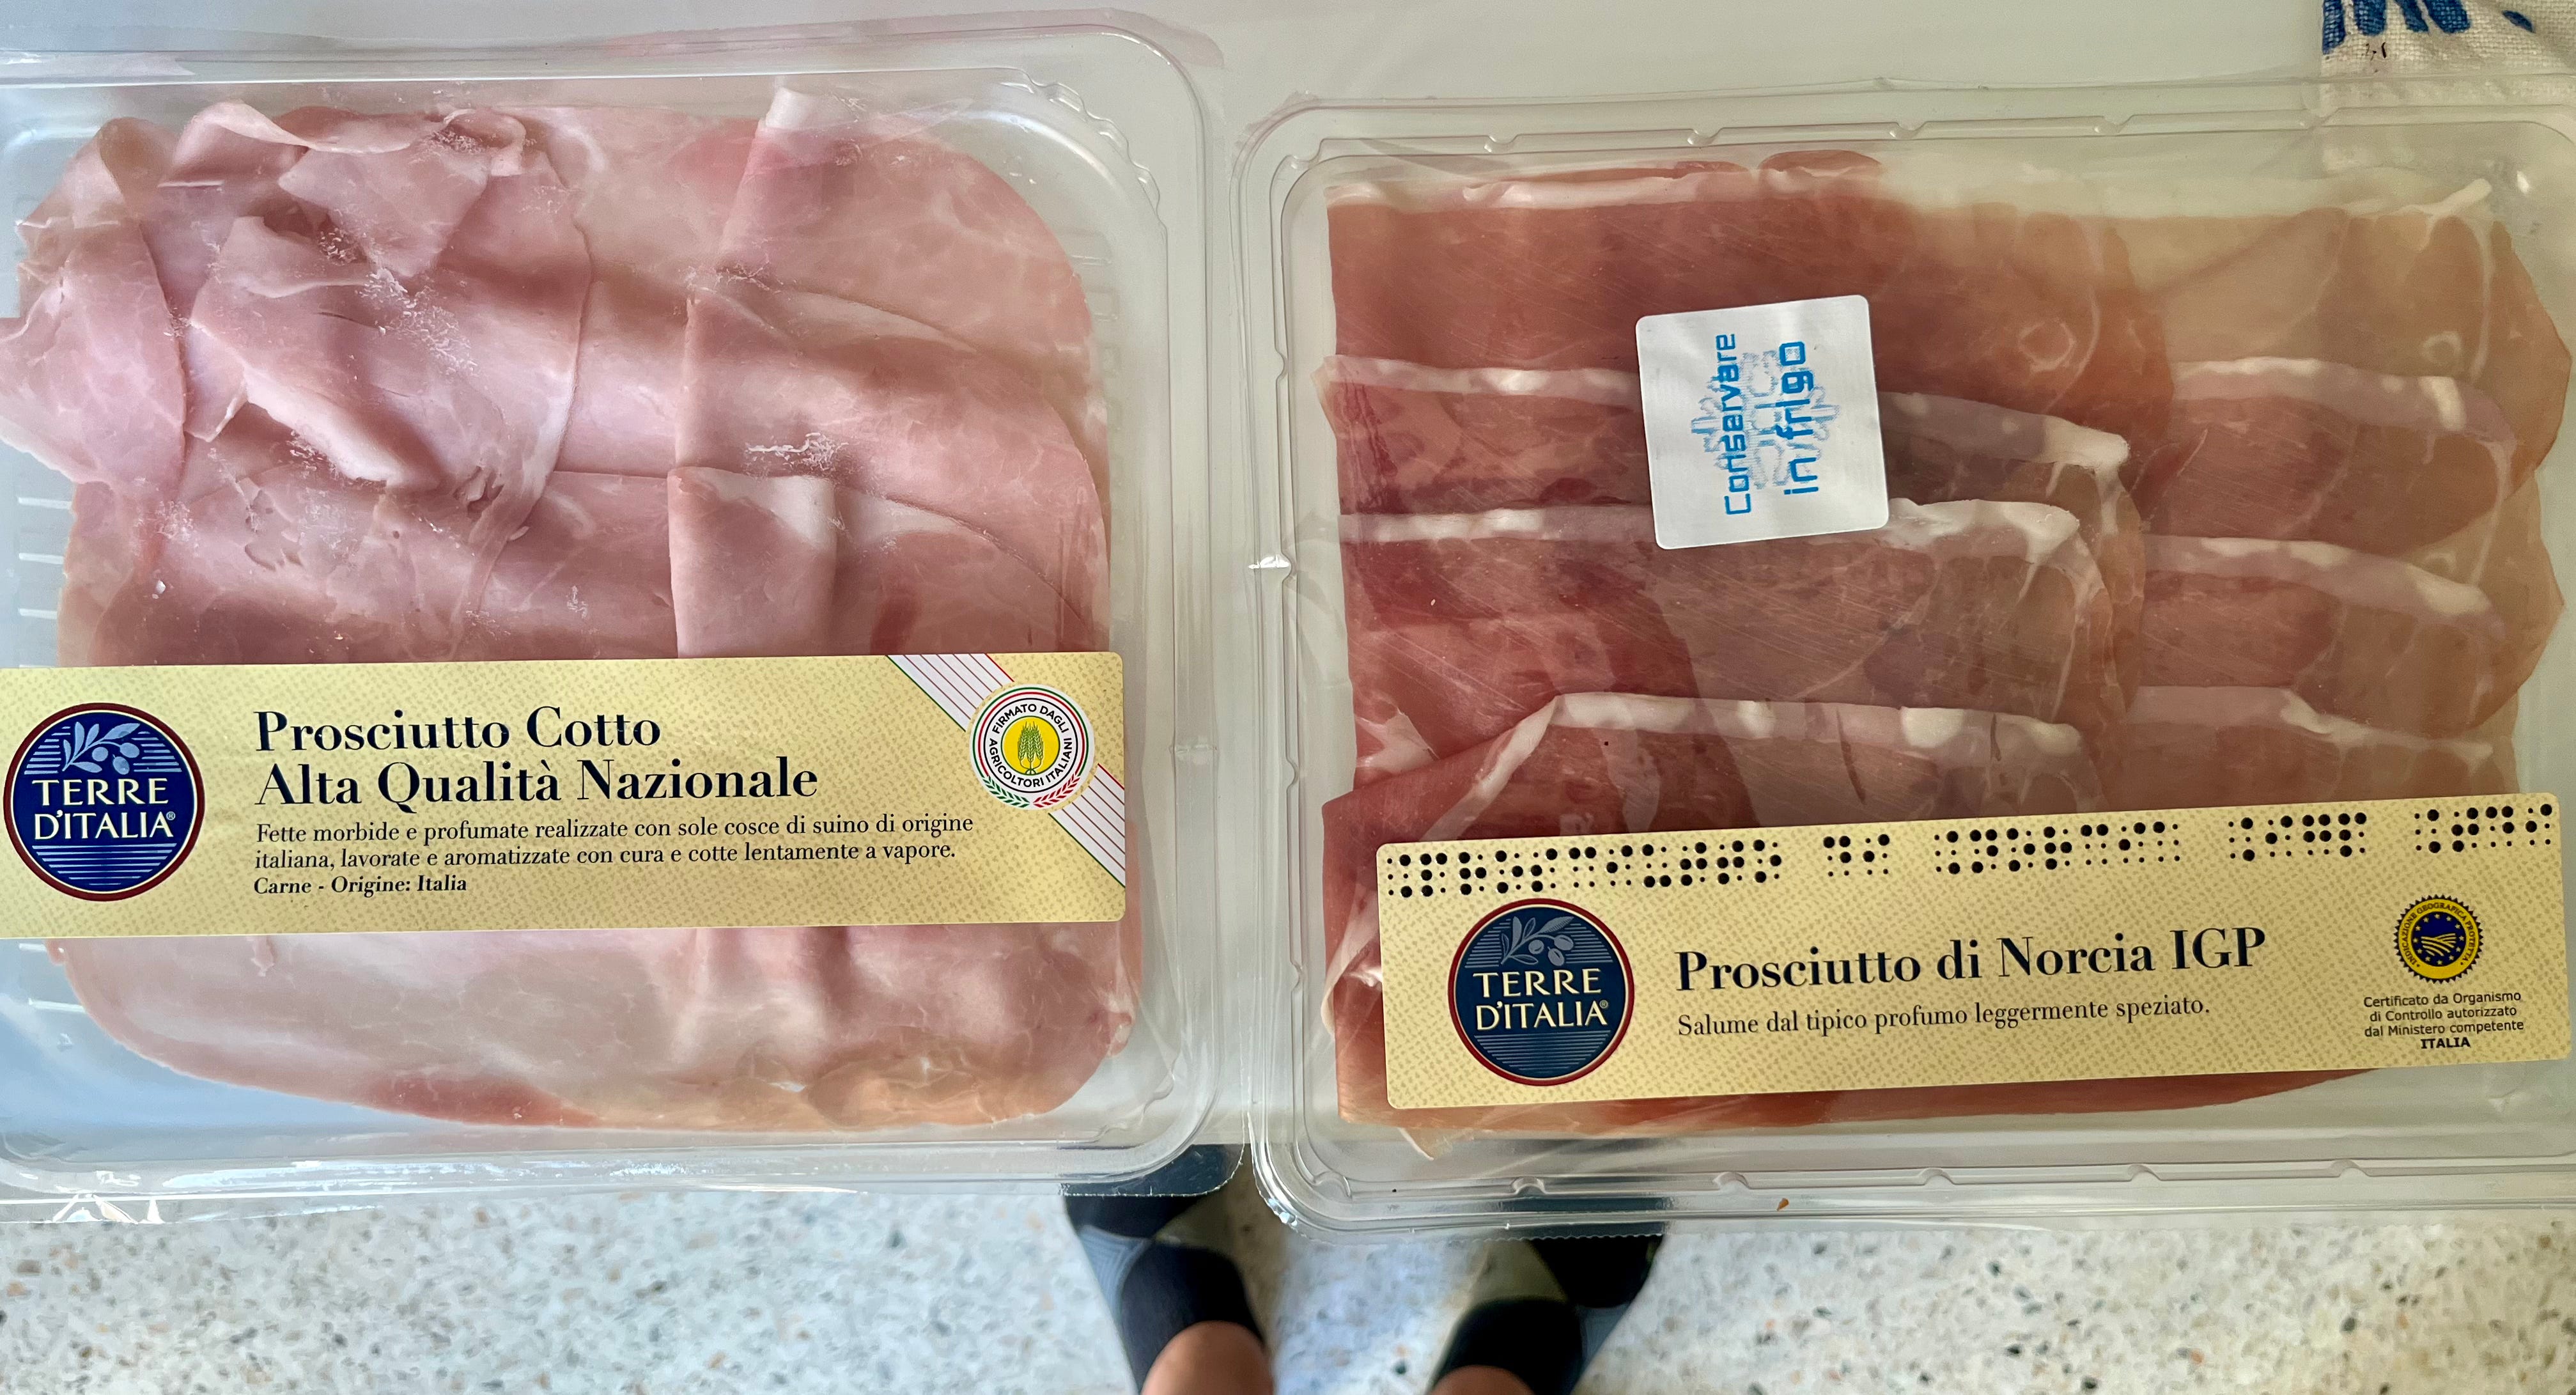 TERRE
D'ITALIA®
Prosciutto Cotto
Alta Qualità Nazionale
Fette morbide e profumate realizzate con sole cosce di suino di origine
italiana, lavorate e aromatizzate con cura e cotte lentamente a vapore.
Carne - Origine: Italia
FIRMATO DAGLI
AGRICOLTORI ITALIANI
Conservare
in frigo
TERRE
D'ITALIA®
Prosciutto di Norcia IGP
Salume dal tipico profumo leggermente speziato.
INDICAZIONE GEOGRAFICA PROTETTA
Certificato da Organismo
di Controllo autorizzato
dal Ministero competente
ITALIA